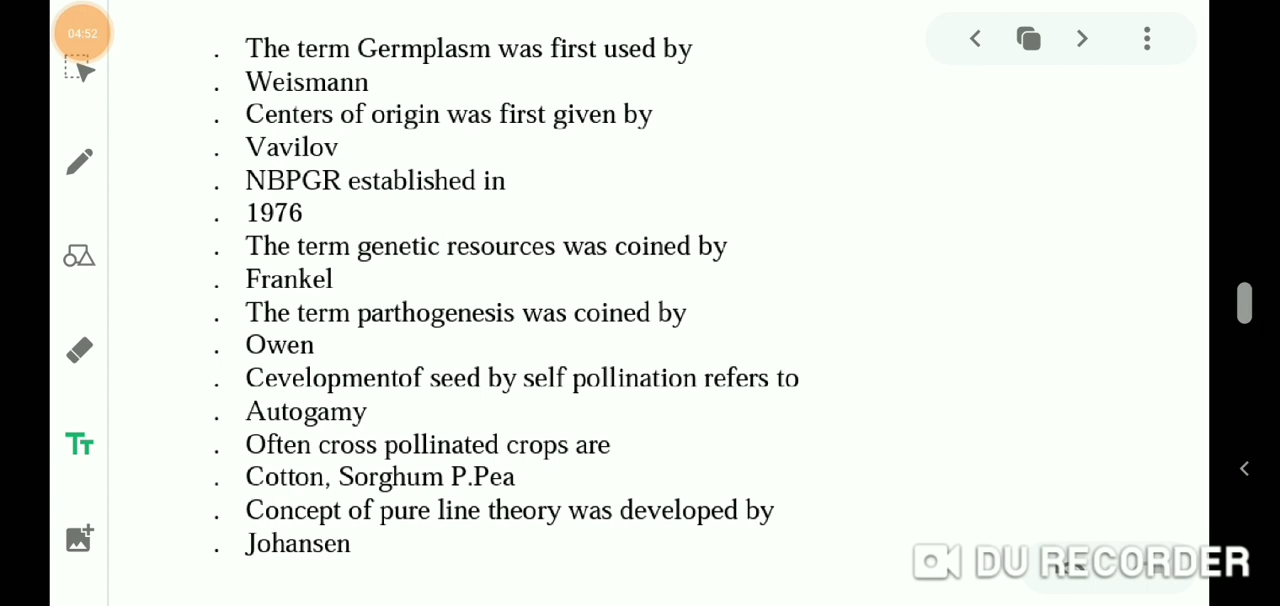 04:52
. The term Germplasm was first used by
. Weismann
. Centers of origin was first given by
. Vavilov
. NBPGR established in
. 1976
. The term genetic resources was coined by
. Frankel
. The term parthogenesis was coined by
. Owen
. Cevelopmentof seed by self pollination refers to
. Autogamy
. Often cross pollinated crops are
. Cotton, Sorghum P.Pea
. Concept of pure line theory was developed by
. Johansen
TT
DU RECORDER